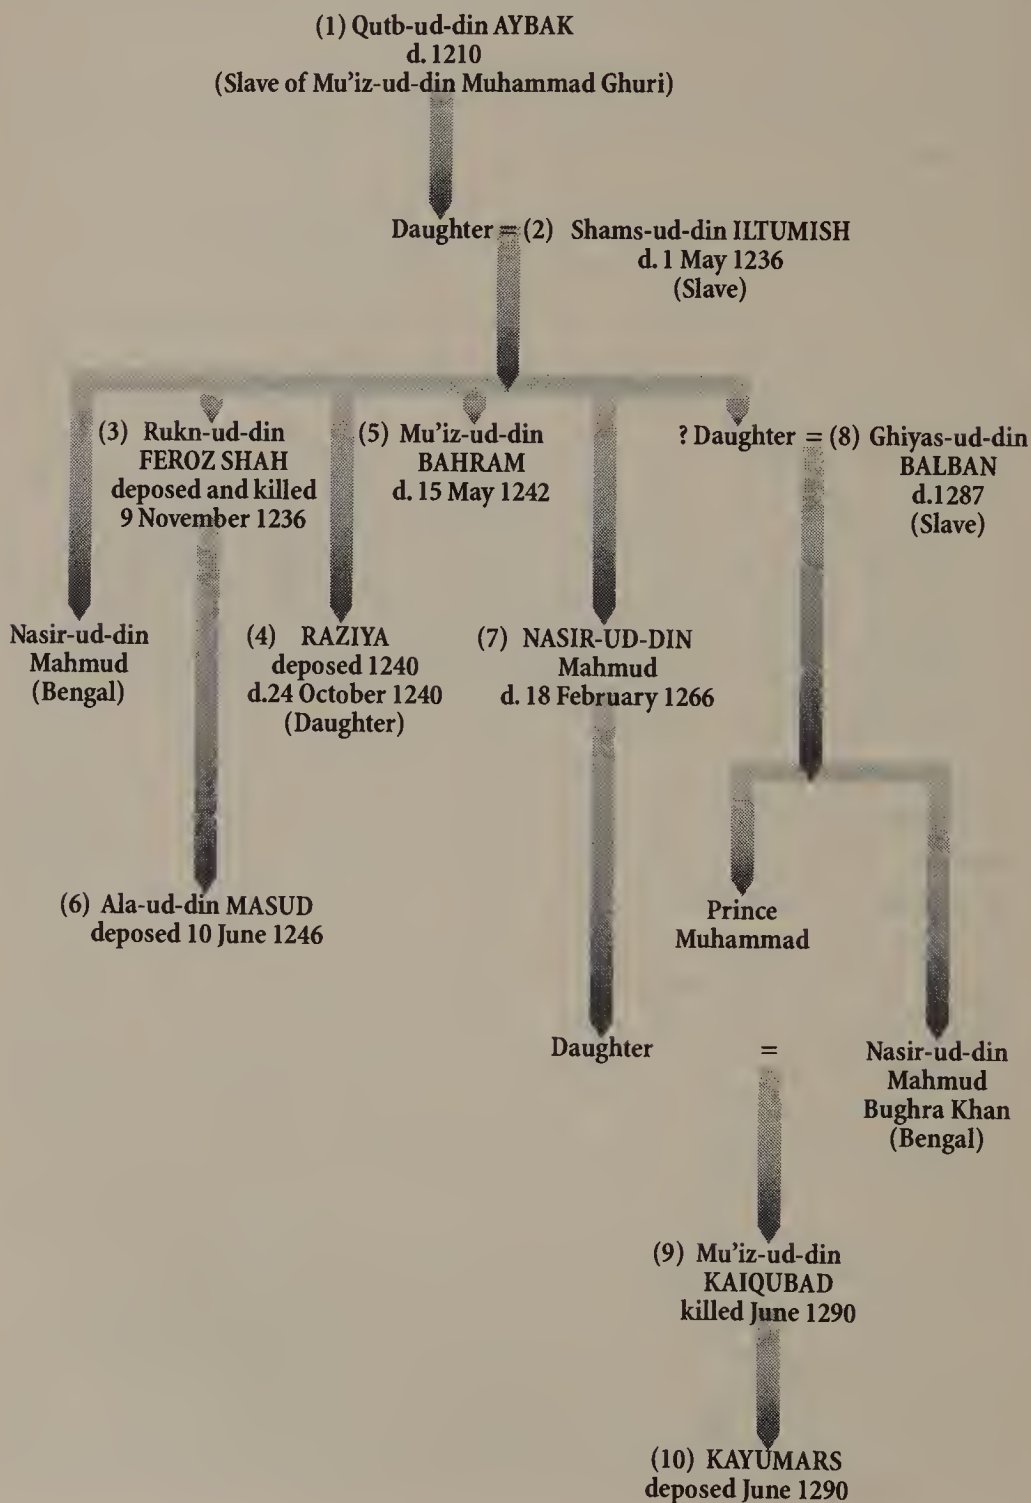 (1) Qutb-ud-din AYBAK
d. 1210
(Slave of Mu'iz-ud-din Muhammad Ghuri)
Daughter = (2) Shams-ud-din ILTUMISH
d. 1 May 1236
(Slave)
(3) Rukn-ud-din
FEROZ SHAH
deposed and killed
9 November 1236
(5) Mu'iz-ud-din
BAHRAM
d. 15 May 1242
? Daughter = (8) Ghiyas-ud-din
BALBAN
d.1287
(Slave)
Nasir-ud-din
Mahmud
(Bengal)
(4) RAZIYA
deposed 1240
d.24 October 1240
(Daughter)
(7) NASIR-UD-DIN
Mahmud
d. 18 February 1266
(6) Ala-ud-din MASUD
deposed 10 June 1246
Prince
Muhammad
Daughter =
Nasir-ud-din
Mahmud
Bughra Khan
(Bengal)
(9) Mu'iz-ud-din
KAIQUBAD
killed June 1290
(10) KAYUMARS
deposed June 1290